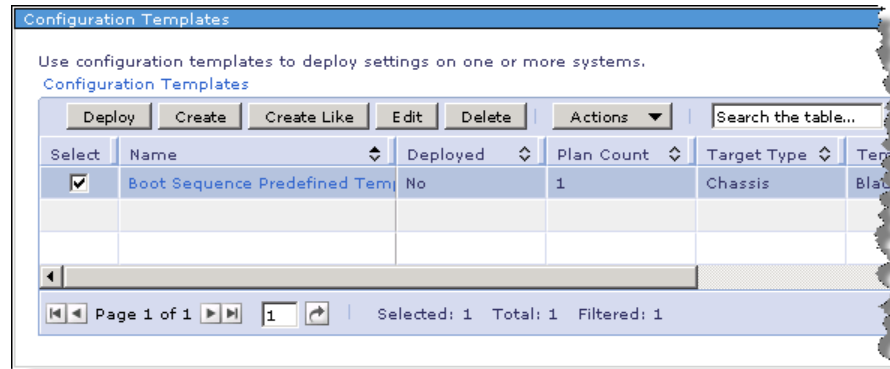 Configuration Templates
Use configuration templates to deploy settings on one or more systems.
Configuration Templates
Deploy Create Create Like Edit Delete Actions Search the table...
Select Name Deployed Plan Count Target Type
Boot Sequence Predefined No 1 Chassis
Page 1 of 1 1 Selected: 1 Total: 1 Filtered: 1